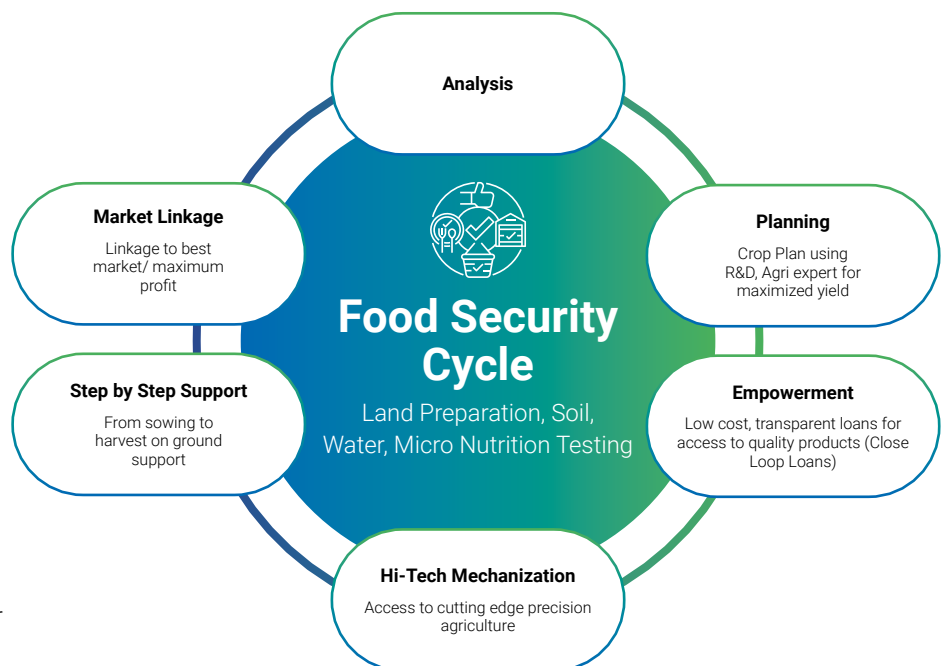 Analysis
Market Linkage
Linkage to best
market/ maximum
profit
Planning
Crop Plan using
R&D, Agri expert for
maximized yield
Food Security
Cycle
Land Preparation, Soil,
Water, Micro Nutrition Testing
Step by Step Support
From sowing to
harvest on ground
support
Empowerment
Low cost, transparent loans for
access to quality products (Close
Loop Loans)
Hi-Tech Mechanization
Access to cutting edge precision
agriculture